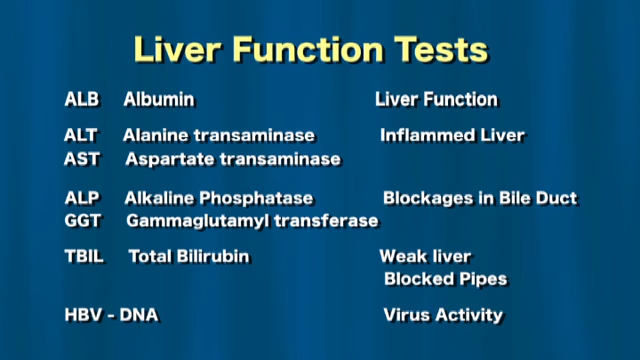 Liver Function Tests
ALB Albumin Liver Function
ALT Alanine transaminase Inflammed Liver
AST Aspartate transaminase
ALP Alkaline Phosphatase Blockages in Bile Duct
GGT Gammaglutamyl transferase
TBIL Total Bilirubin Weak liver
Blocked Pipes
HBV - DNA Virus Activity